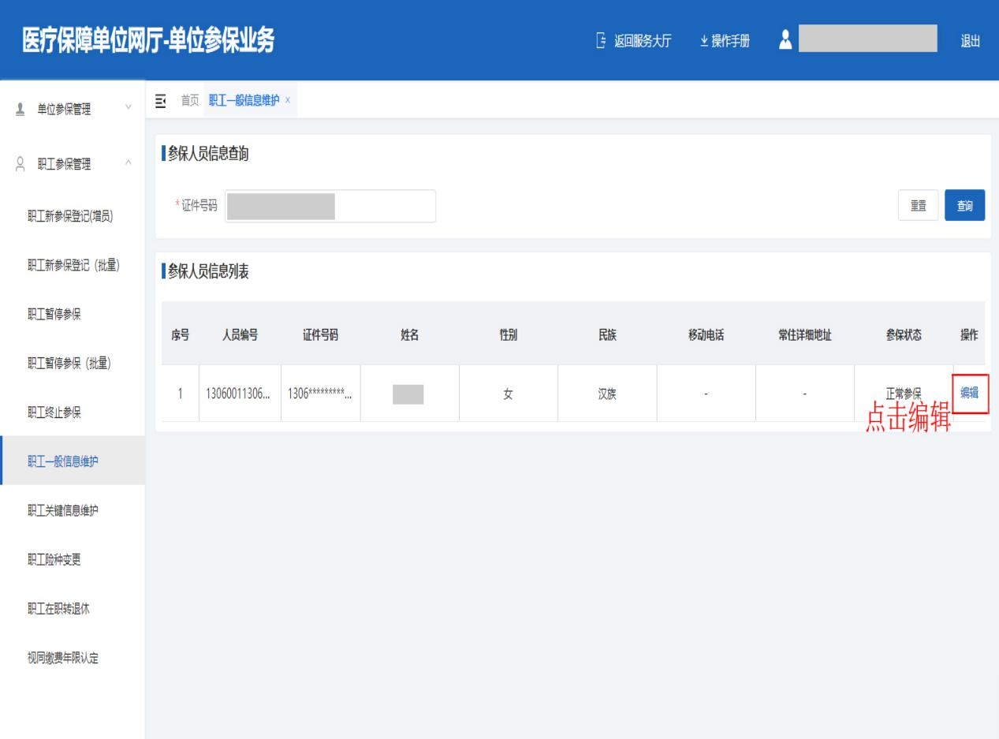 医疗保障单位网厅-单位参保业务
返回服务大厅 操作手册 退出
单位参保管理
职工参保管理
职工新参保登记(增员)
职工新参保登记（批量）
职工暂停参保
职工暂停参保（批量）
职工终止参保
职工一般信息维护
职工关键信息维护
职工险种变更
职工在职转退休
视同缴费年限认定
首页 职工一般信息维护 x
参保人员信息查询
*证件号码
重置 查询
参保人员信息列表
序号 人员编号 证件号码 姓名 性别 民族 移动电话 常住详细地址 参保状态 操作
1 13060011306... 1306*********... 女 汉族 - - 正常参保 编辑
点击编辑